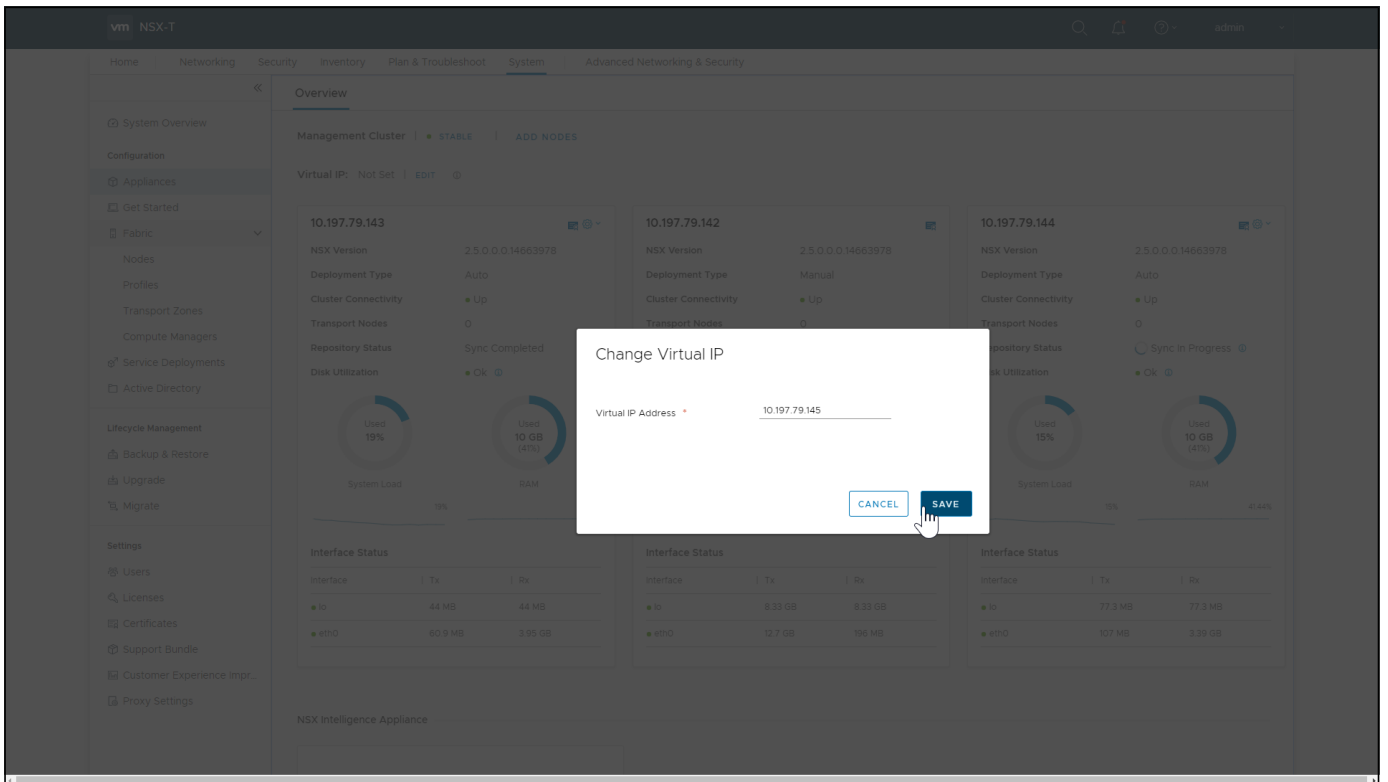 vm NSX-T
admin
Home Networking Security Inventory Plan & Troubleshoot System Advanced Networking & Security
Overview
System Overview
Configuration
Appliances
Get Started
Fabric
Nodes
Profiles
Transport Zones
Compute Managers
Service Deployments
Active Directory
Lifecycle Management
Backup & Restore
Upgrade
Migrate
Settings
Users
Licenses
Certificates
Support Bundle
Customer Experience Impr...
Proxy Settings
Management Cluster | STABLE | ADD NODES
Virtual IP: Not Set | EDIT
10.197.79.143
NSX Version 2.5.0.0.0.14663978
Deployment Type Auto
Cluster Connectivity Up
Transport Nodes 0
Repository Status Sync Completed
Disk Utilization Ok
Used
19%
System Load
Used
10 GB
(41%)
RAM
19%
Interface Status
Interface | Tx | Rx
lo 44 MB 44 MB
eth0 60.9 MB 3.95 GB
10.197.79.142
NSX Version 2.5.0.0.0.14663978
Deployment Type Manual
Cluster Connectivity Up
Transport Nodes 0
Interface Status
Interface | Tx | Rx
lo 8.33 GB 8.33 GB
eth0 12.7 GB 196 MB
10.197.79.144
NSX Version 2.5.0.0.0.14663978
Deployment Type Auto
Cluster Connectivity Up
Transport Nodes 0
Repository Status Sync In Progress
Disk Utilization Ok
Used
15%
System Load
Used
10 GB
(41%)
RAM
15%
41.44%
Interface Status
Interface | Tx | Rx
lo 77.3 MB 77.3 MB
eth0 107 MB 3.39 GB
Change Virtual IP
Virtual IP Address * 10.197.79.145
CANCEL SAVE
NSX Intelligence Appliance